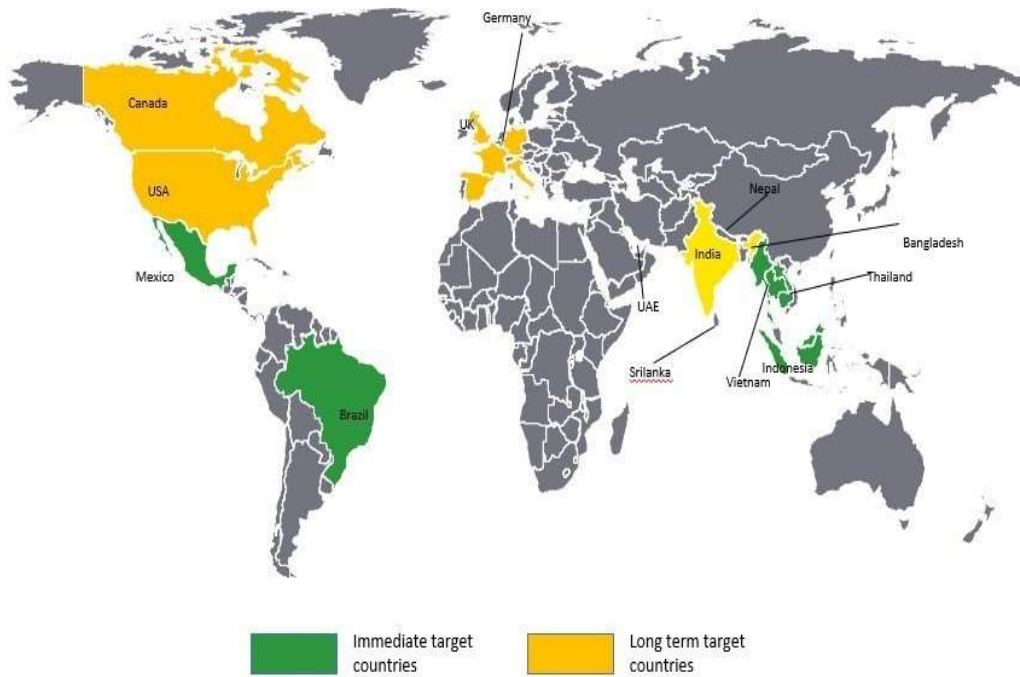 Germany
Canada
UK
USA
Nepal
Bangladesh
India
Mexico
Thailand
UAE
Srilanka
Indonesia
Vietnam
Brazil
Immediate target
countries
Long term target
countries